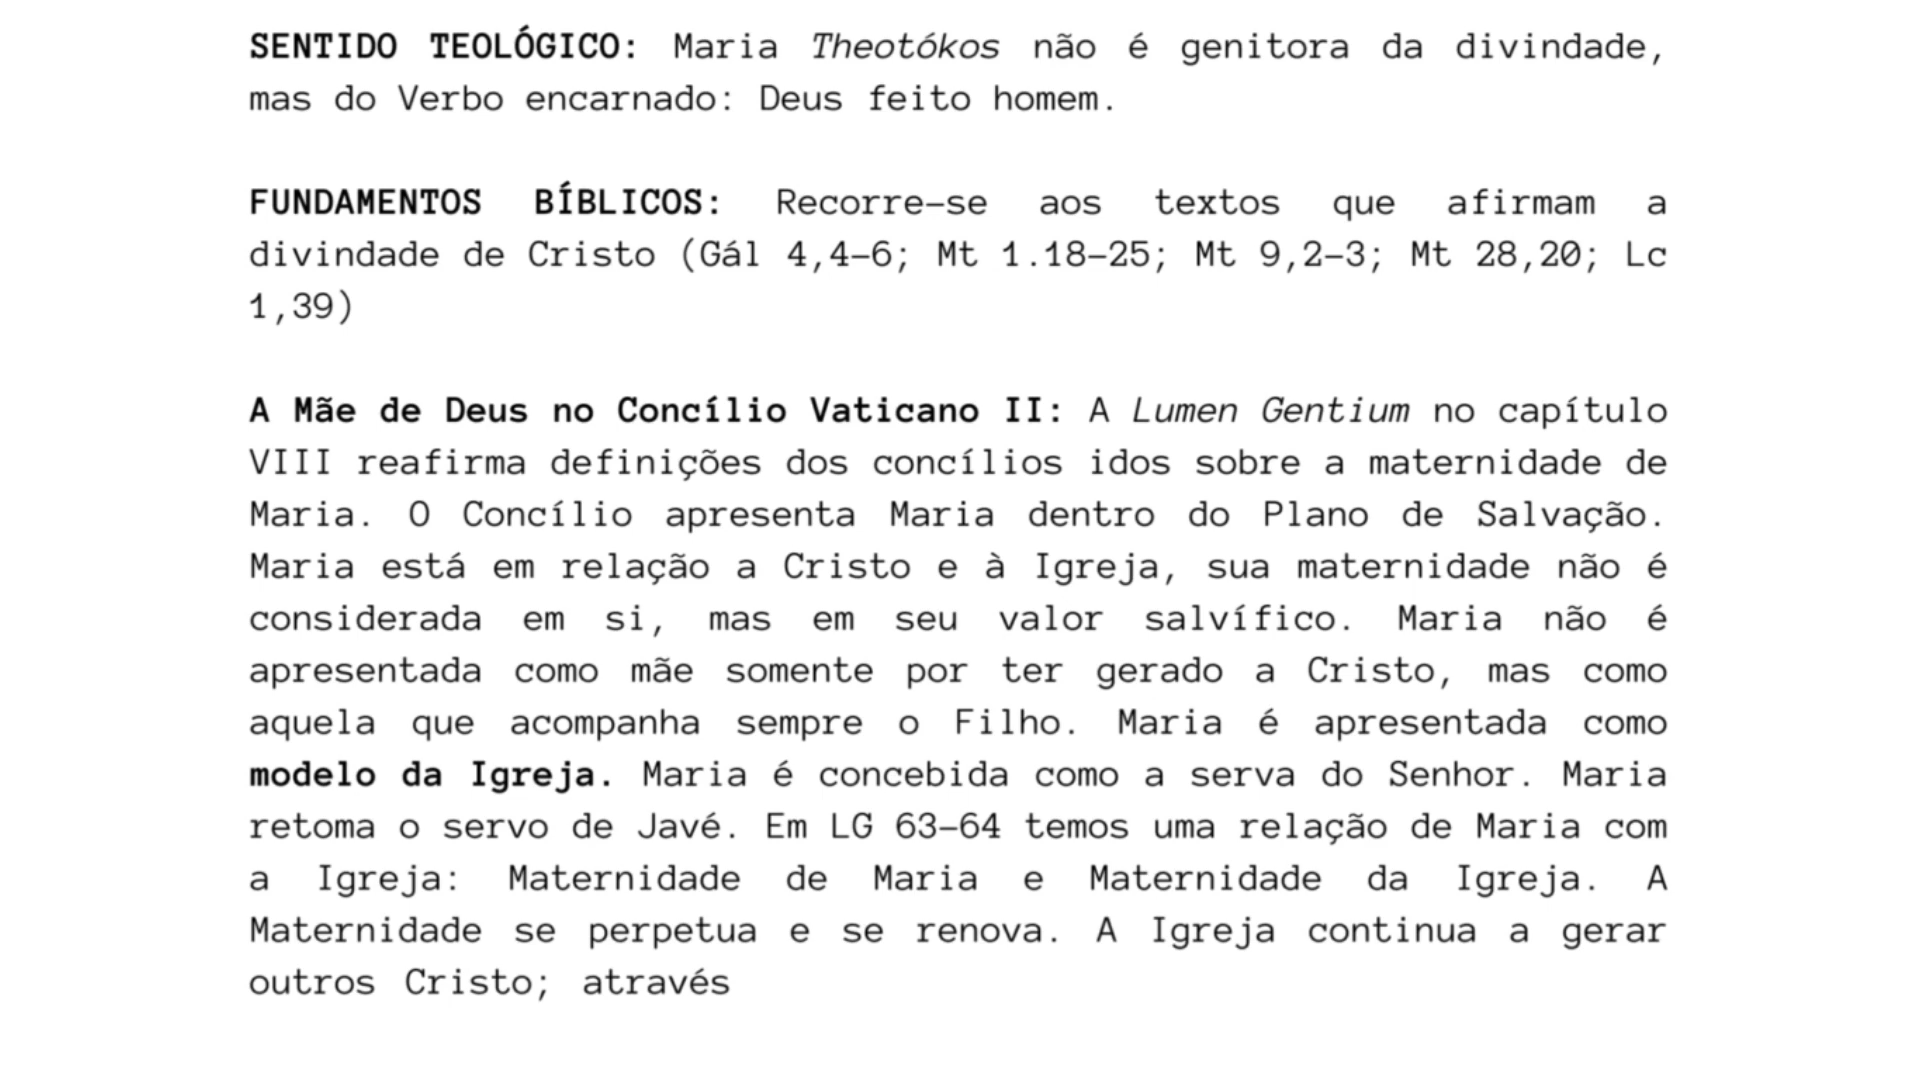 SENTIDO TEOLÓGICO: Maria Theotókos não é genitora da divindade,
mas do Verbo encarnado: Deus feito homem.
FUNDAMENTOS BÍBLICOS: Recorre-se aos textos que afirmam a
divindade de Cristo (Gál 4,4-6; Mt 1.18-25; Mt 9,2-3; Mt 28,20; Lc
1,39)
A Mãe de Deus no Concílio Vaticano II: A Lumen Gentium no capítulo
VIII reafirma definições dos concílios idos sobre a maternidade de
Maria. O Concílio apresenta Maria dentro do Plano de Salvação.
Maria está em relação a Cristo e à Igreja, sua maternidade não é
considerada em si, mas em seu valor salvífico. Maria não é
apresentada como mãe somente por ter gerado a Cristo, mas como
aquela que acompanha sempre o Filho. Maria é apresentada como
modelo da Igreja. Maria é concebida como a serva do Senhor. Maria
retoma o servo de Javé. Em LG 63-64 temos uma relação de Maria com
a Igreja: Maternidade de Maria e Maternidade da Igreja. A
Maternidade se perpetua e se renova. A Igreja continua a gerar
outros Cristo; através